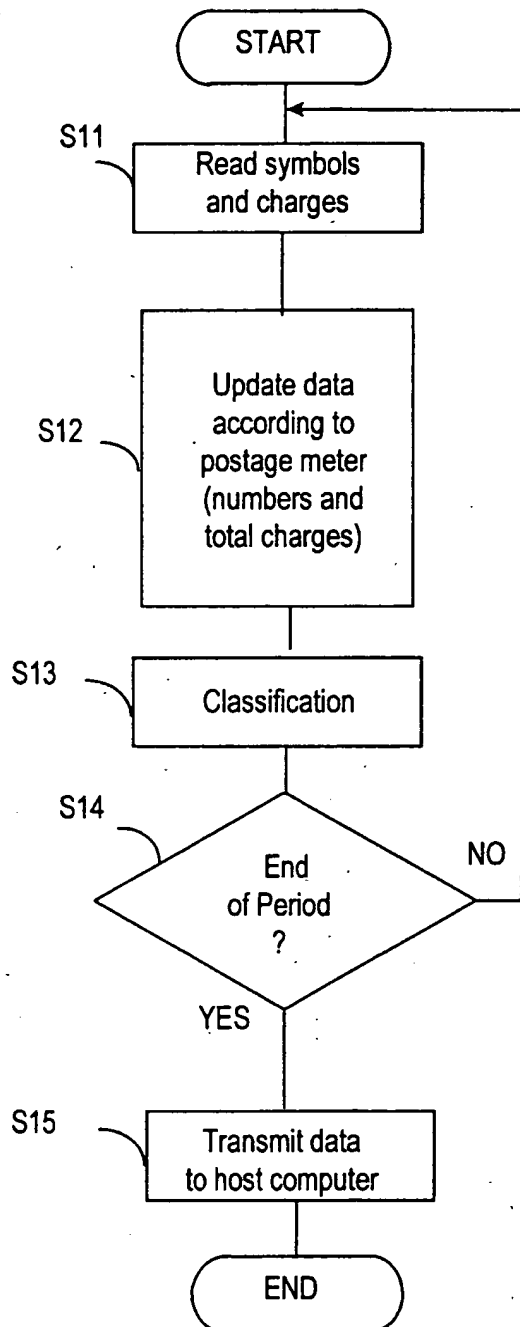 START
S11
Read symbols
and charges
S12
Update data
according to
postage meter
(numbers and
total charges)
S13
Classification
S14
End
of Period
?
NO
YES
S15
Transmit data
to host computer
END